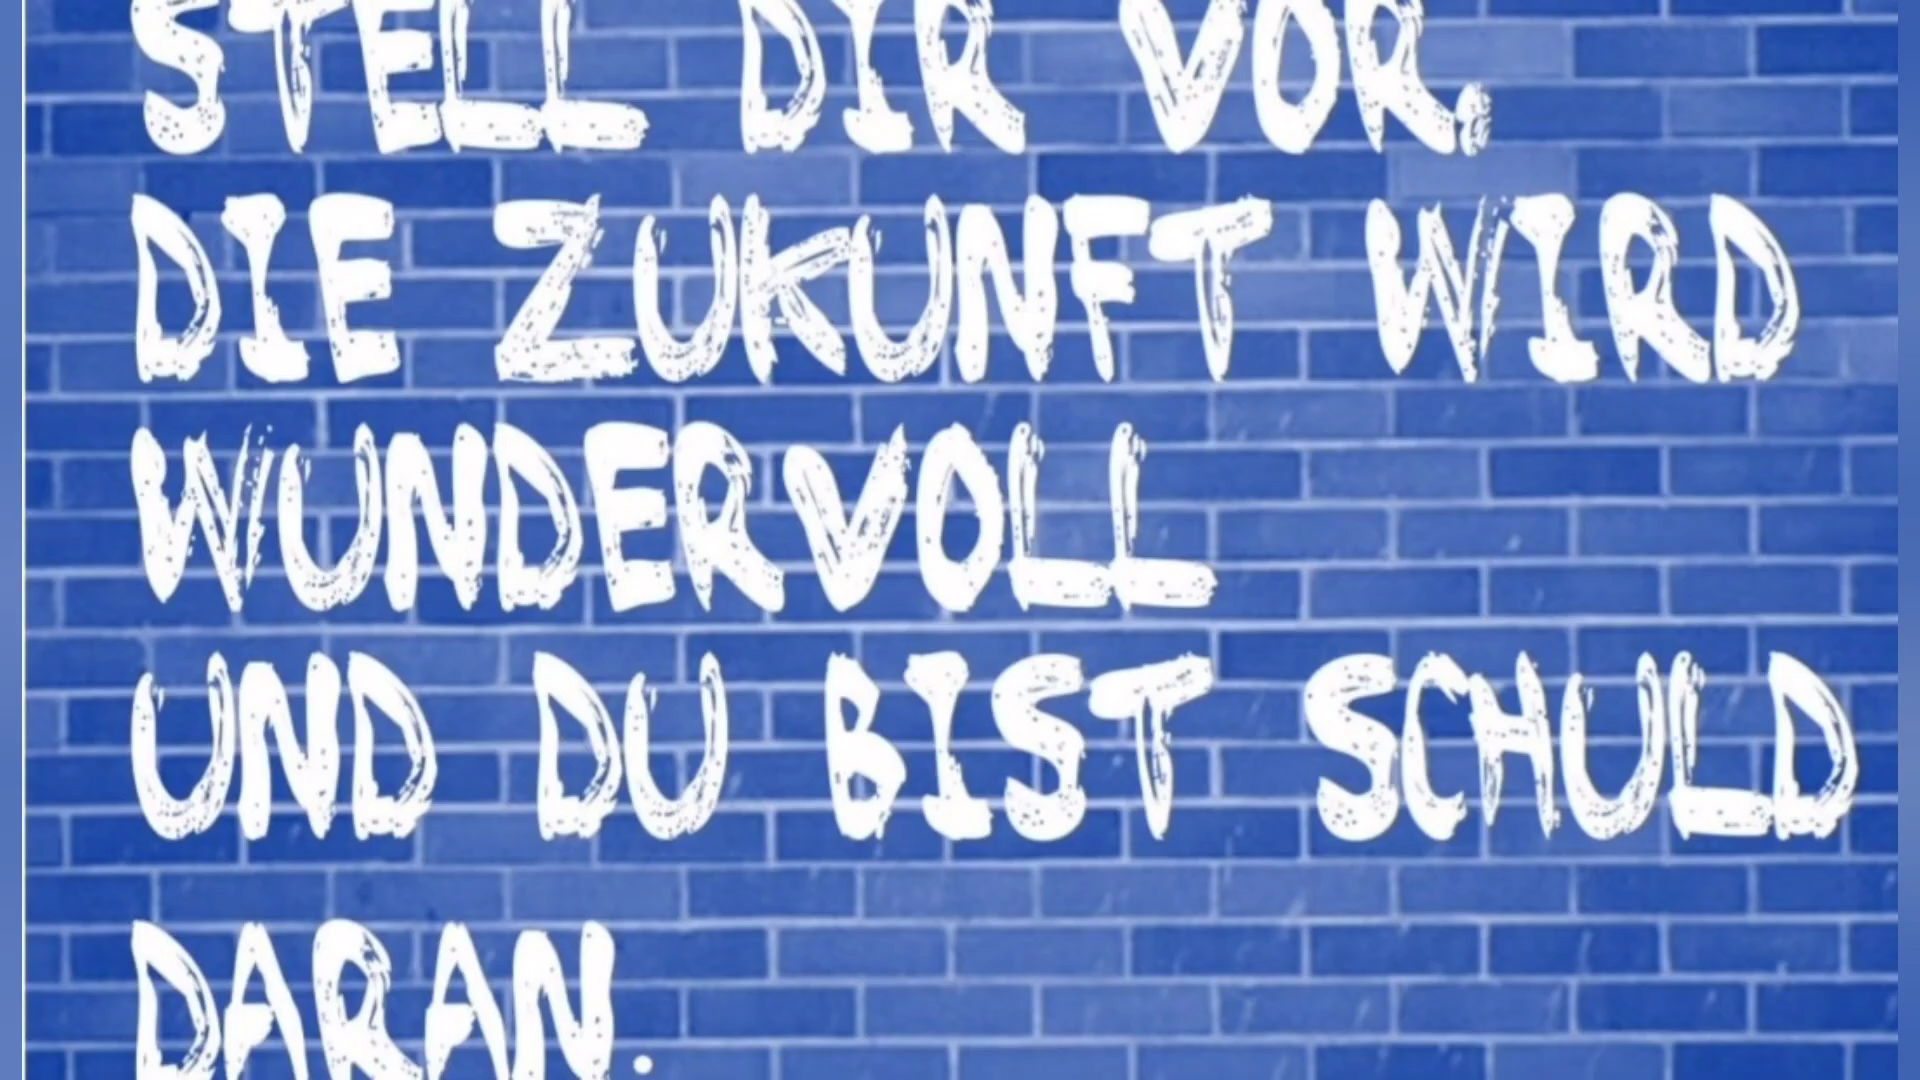 STELL DIR VOR,
DIE ZUKUNFT WIRD
WUNDERVOLL
UND DU BIST SCHULD
DARAN.